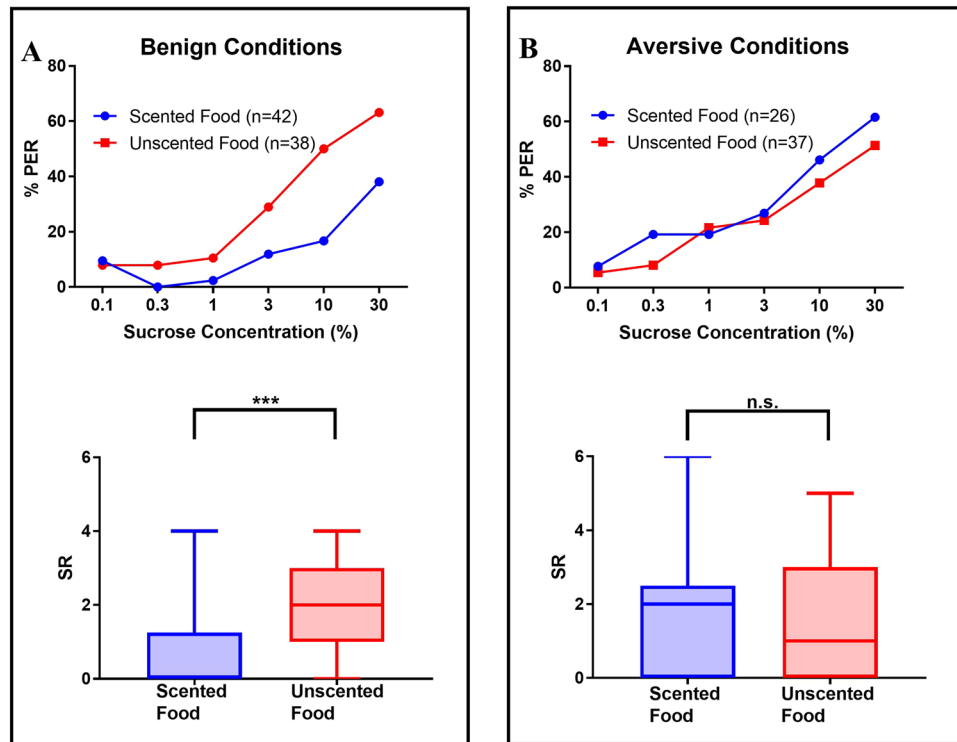 A
Benign Conditions
80
60
40
20
0
% PER
Scented Food (n=42)
Unscented Food (n=38)
0.1 0.3 1 3 10 30
Sucrose Concentration (%)
***
6
4
2
0
SR
Scented Food
Unscented Food
B
Aversive Conditions
80
60
40
20
0
% PER
Scented Food (n=26)
Unscented Food (n=37)
0.1 0.3 1 3 10 30
Sucrose Concentration (%)
n.s.
6
4
2
0
SR
Scented Food
Unscented Food